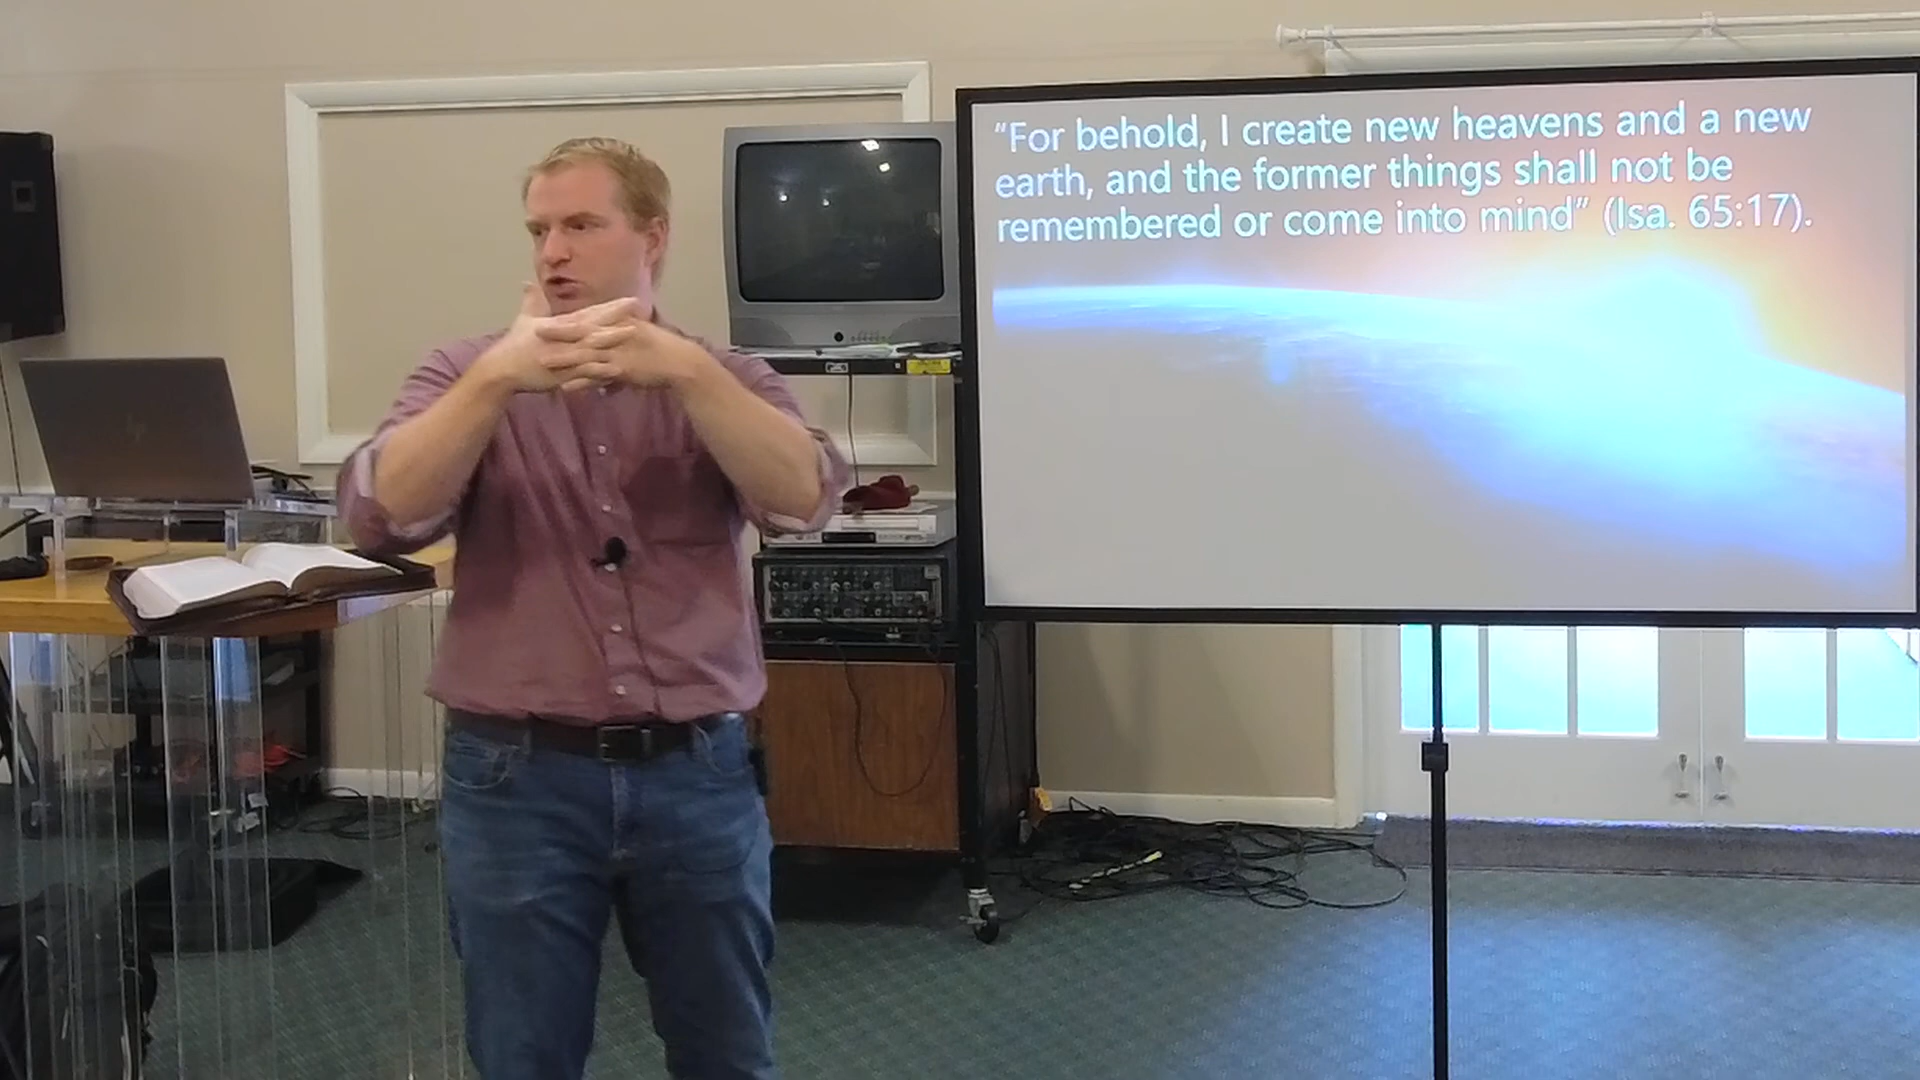 “For behold, I create new heavens and a new
earth, and the former things shall not be
remembered or come into mind” (Isa. 65:17).